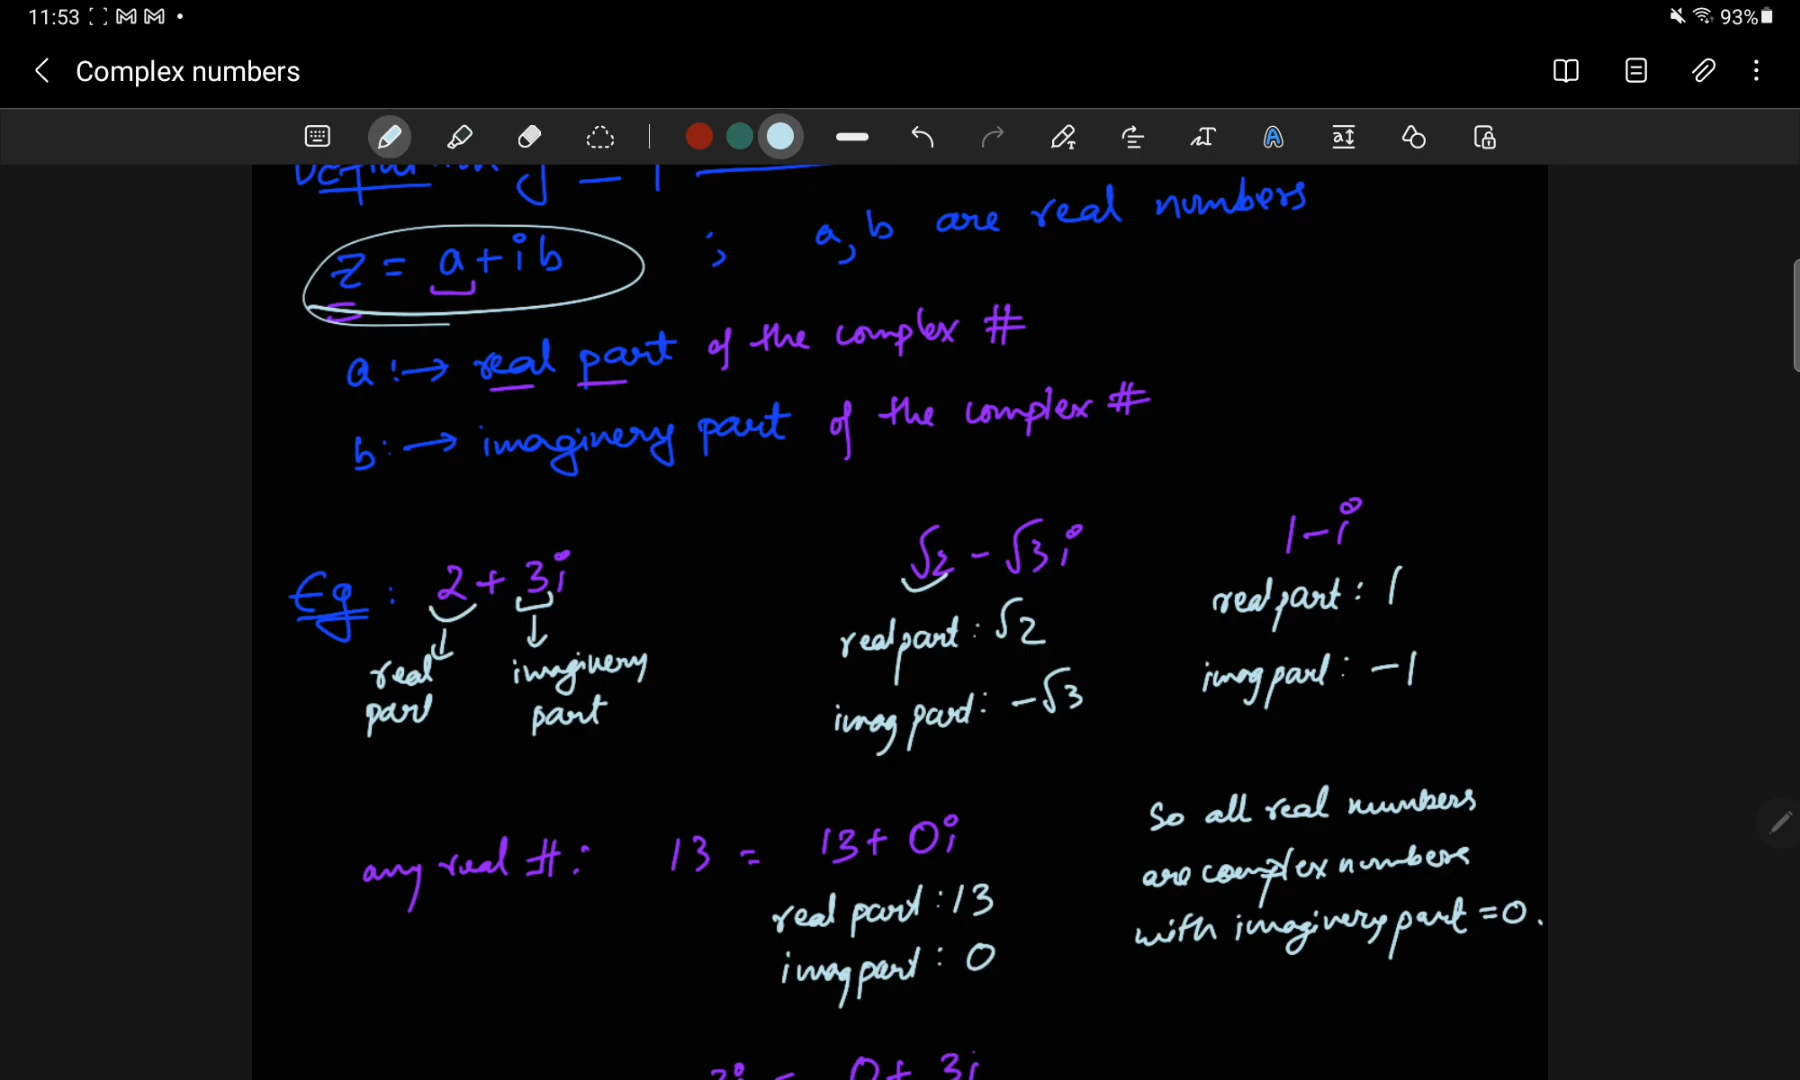 11:53
93%
Complex numbers
z = a + i b ; a, b are real numbers
a :→ real part of the complex #
b :→ imaginery part of the complex #
Eg : 2 + 3i
real part
imaginery part
√2 - √3 i
real part : √2
imag part : -√3
1 - i
real part : 1
imag part : -1
any real # : 13 = 13 + 0i
real part : 13
imag part : 0
So all real numbers
are complex numbers
with imaginery part = 0.
3i = 0 + 3i